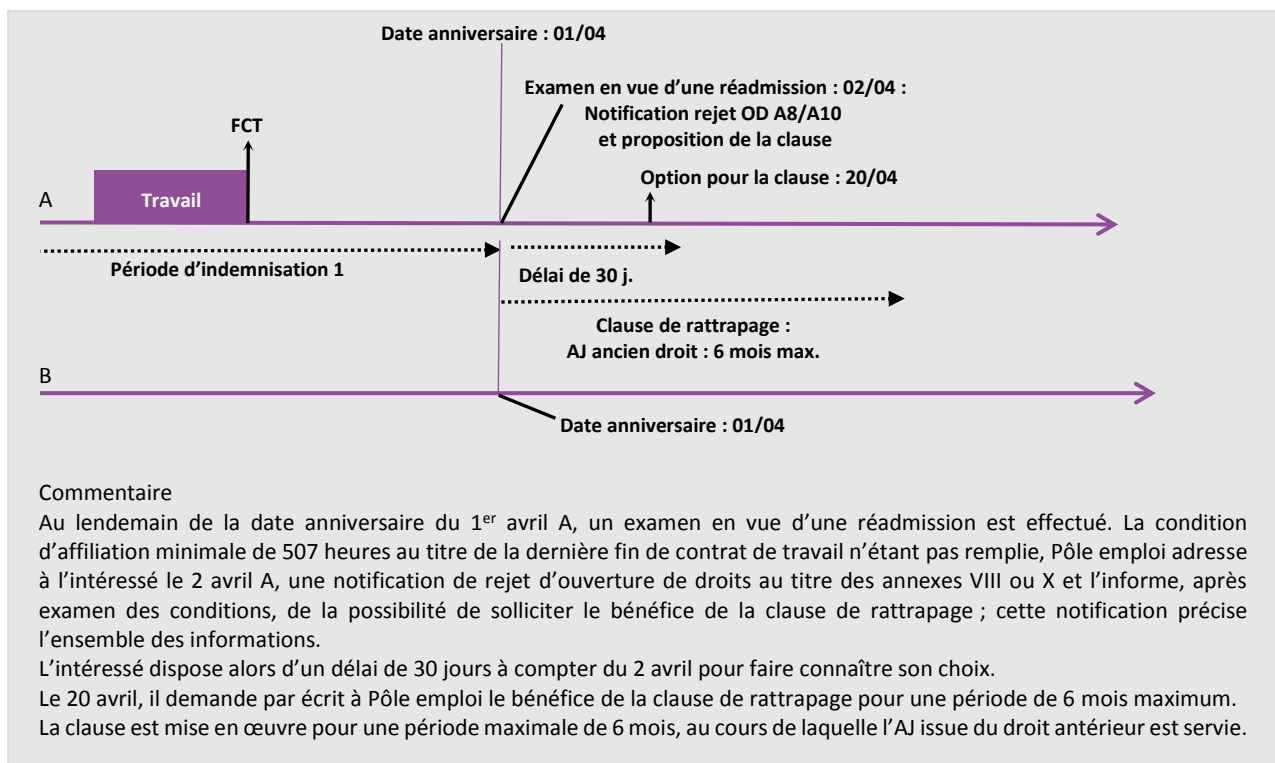 Date anniversaire : 01/04
Examen en vue d’une réadmission : 02/04 :
Notification rejet OD A8/A10
et proposition de la clause
FCT
Option pour la clause : 20/04
A
Travail
Période d’indemnisation 1
Délai de 30 j.
Clause de rattrapage :
AJ ancien droit : 6 mois max.
B
Date anniversaire : 01/04
Commentaire
Au lendemain de la date anniversaire du 1er avril A, un examen en vue d’une réadmission est effectué. La condition
d’affiliation minimale de 507 heures au titre de la dernière fin de contrat de travail n’étant pas remplie, Pôle emploi adresse
à l’intéressé le 2 avril A, une notification de rejet d’ouverture de droits au titre des annexes VIII ou X et l’informe, après
examen des conditions, de la possibilité de solliciter le bénéfice de la clause de rattrapage ; cette notification précise
l’ensemble des informations.
L’intéressé dispose alors d’un délai de 30 jours à compter du 2 avril pour faire connaître son choix.
Le 20 avril, il demande par écrit à Pôle emploi le bénéfice de la clause de rattrapage pour une période de 6 mois maximum.
La clause est mise en œuvre pour une période maximale de 6 mois, au cours de laquelle l’AJ issue du droit antérieur est servie.